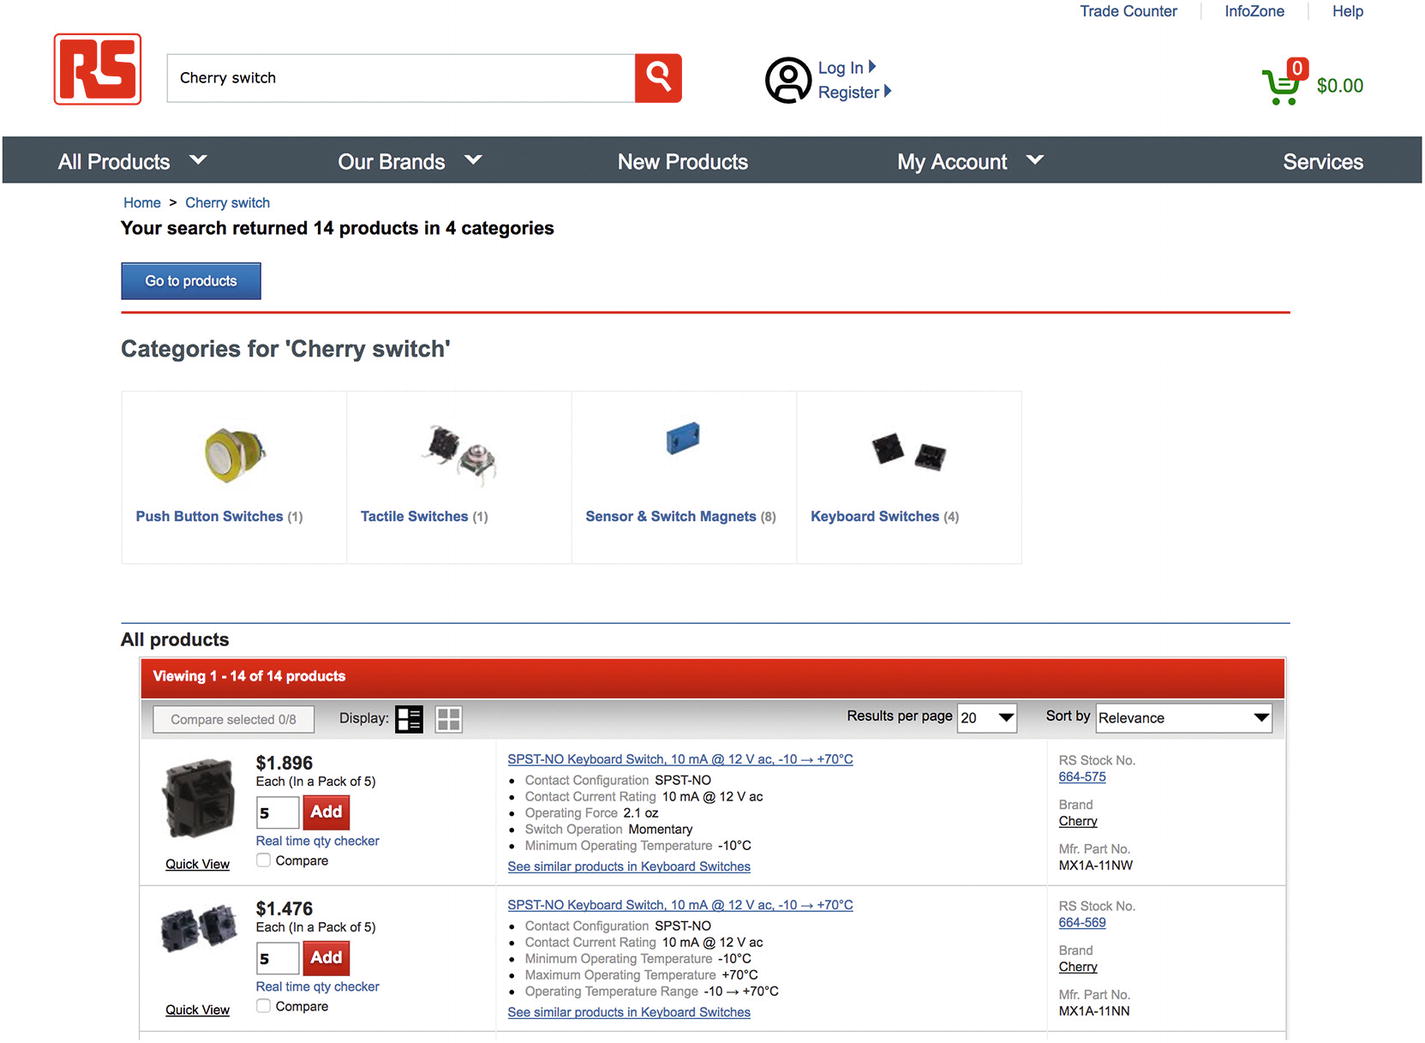 Trade Counter InfoZone Help
RS
Cherry switch
Log In
Register
0
$0.00
All Products Our Brands New Products My Account Services
Home > Cherry switch
Your search returned 14 products in 4 categories
Go to products
Categories for 'Cherry switch'
Push Button Switches (1) Tactile Switches (1) Sensor & Switch Magnets (8) Keyboard Switches (4)
All products
Viewing 1 - 14 of 14 products
Compare selected 0/8 Display: Results per page 20 Sort by Relevance
$1.896
Each (In a Pack of 5)
5 Add
Real time qty checker
Quick View Compare
SPST-NO Keyboard Switch, 10 mA @ 12 V ac, -10 → +70°C
• Contact Configuration SPST-NO
• Contact Current Rating 10 mA @ 12 V ac
• Operating Force 2.1 oz
• Switch Operation Momentary
• Minimum Operating Temperature -10°C
See similar products in Keyboard Switches
RS Stock No.
664-575
Brand
Cherry
Mfr. Part No.
MX1A-11NW
$1.476
Each (In a Pack of 5)
5 Add
Real time qty checker
Quick View Compare
SPST-NO Keyboard Switch, 10 mA @ 12 V ac, -10 → +70°C
• Contact Configuration SPST-NO
• Contact Current Rating 10 mA @ 12 V ac
• Minimum Operating Temperature -10°C
• Maximum Operating Temperature +70°C
• Operating Temperature Range -10 → +70°C
See similar products in Keyboard Switches
RS Stock No.
664-569
Brand
Cherry
Mfr. Part No.
MX1A-11NN